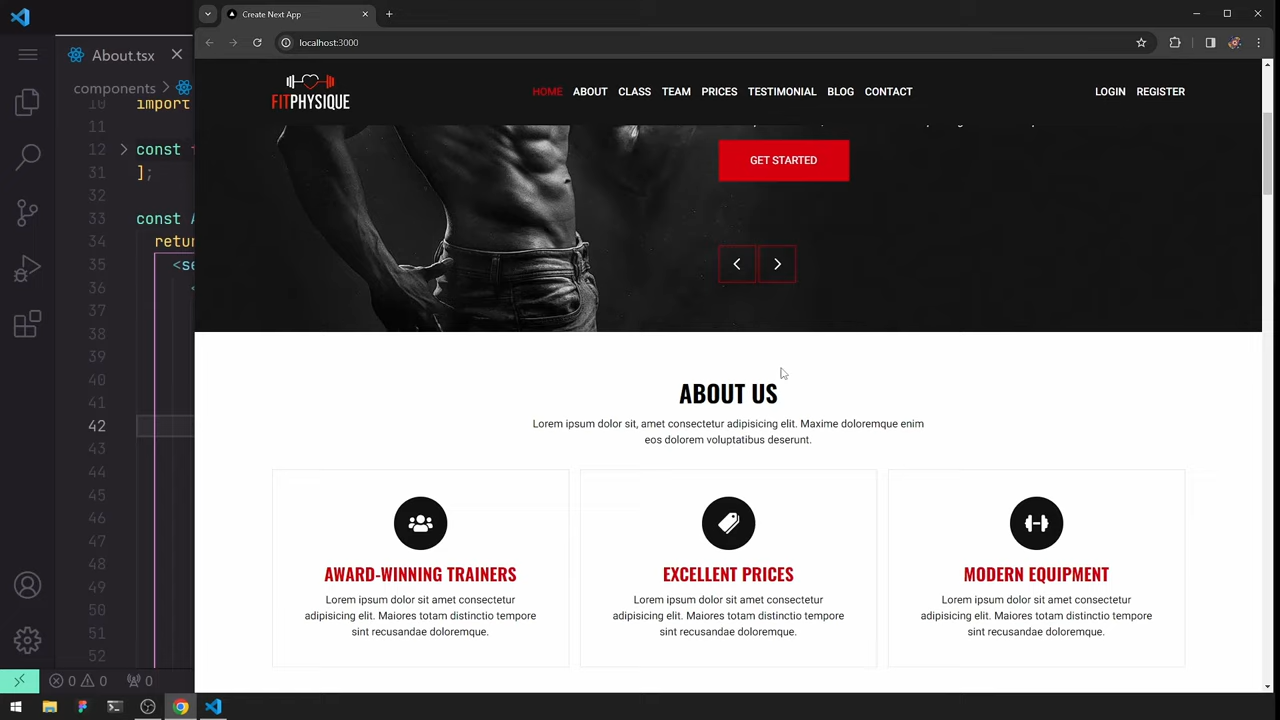 Create Next App
localhost:3000
About.tsx
components
FITPHYSIQUE
HOME ABOUT CLASS TEAM PRICES TESTIMONIAL BLOG CONTACT
LOGIN REGISTER
GET STARTED
10 import
11
12 const
31 ];
32
33 const
34 retu
35 <se
36 <
37
38
39
40
41
42
43
44
45
46
47
48
49
50
51
52
ABOUT US
Lorem ipsum dolor sit, amet consectetur adipisicing elit. Maxime doloremque enim
eos dolorem voluptatibus deserunt.
AWARD-WINNING TRAINERS
Lorem ipsum dolor sit amet consectetur
adipisicing elit. Maiores totam distinctio tempore
sint recusandae doloremque.
EXCELLENT PRICES
Lorem ipsum dolor sit amet consectetur
adipisicing elit. Maiores totam distinctio tempore
sint recusandae doloremque.
MODERN EQUIPMENT
Lorem ipsum dolor sit amet consectetur
adipisicing elit. Maiores totam distinctio tempore
sint recusandae doloremque.
0 0 0